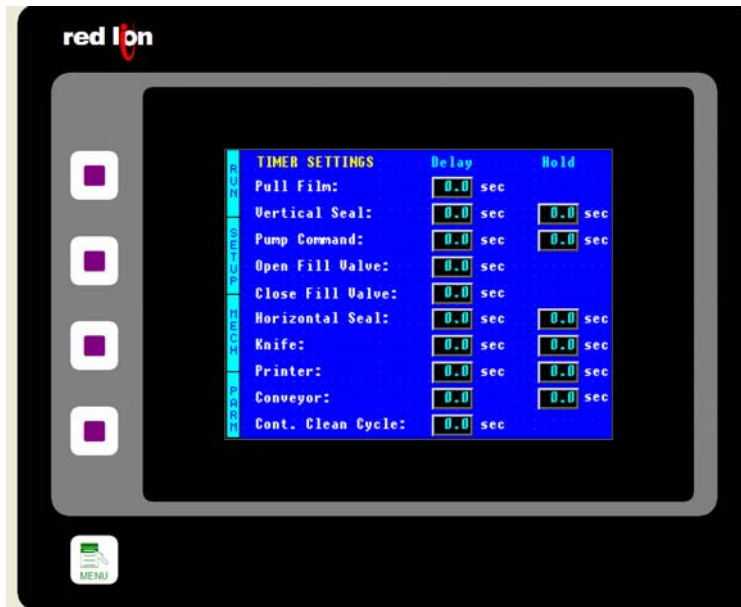 red lion
TIMER SETTINGS Delay Hold
Pull Film: 0.0 sec
Vertical Seal: 0.0 sec 0.0 sec
Pump Command: 0.0 sec 0.0 sec
Open Fill Valve: 0.0 sec
Close Fill Valve: 0.0 sec
Horizontal Seal: 0.0 sec 0.0 sec
Knife: 0.0 sec 0.0 sec
Printer: 0.0 sec 0.0 sec
Conveyor: 0.0 0.0 sec
Cont. Clean Cycle: 0.0 sec
RUN
SETUP
MECH
PARM
MENU